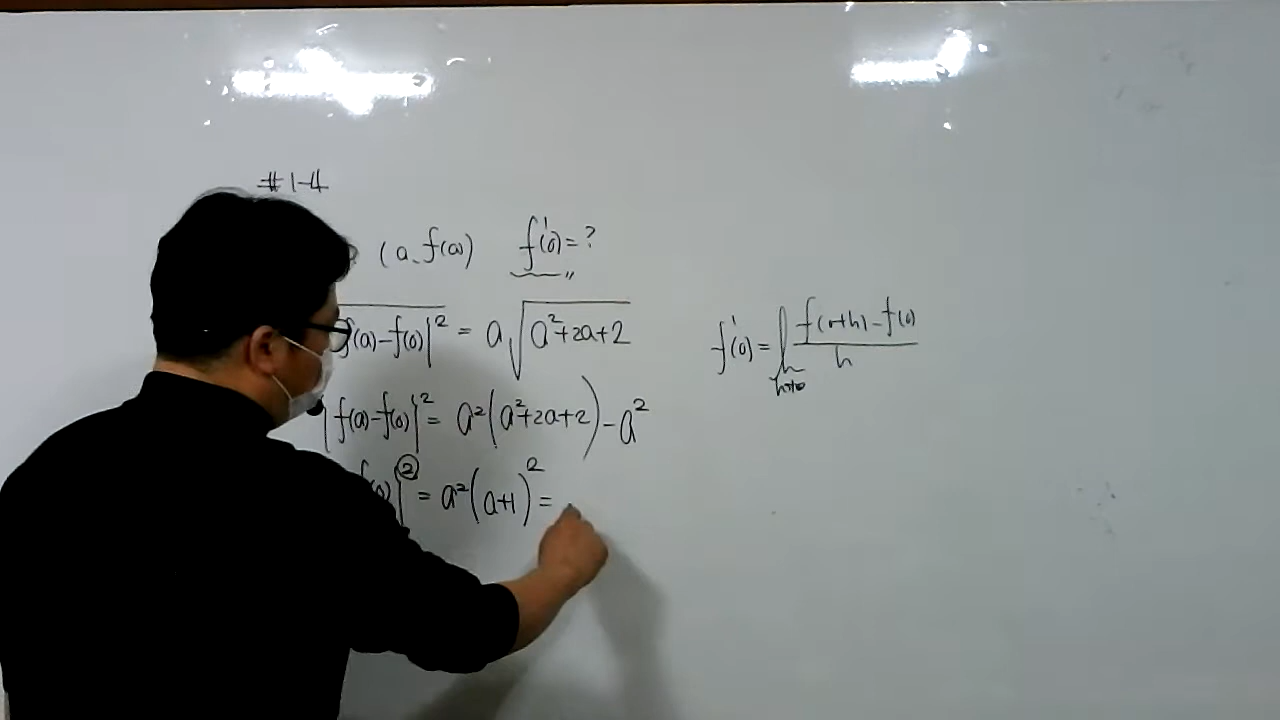 #1-4
(a, f(a)) f'(0)=?
f(a)-f(0)|² = a√(a²+2a+2)
f'(0)=lim h→0 (f(0+h)-f(0))/h
|f(a)-f(0)|² = a²(a²+2a+2)-a²
|² = a²(a+1)² =